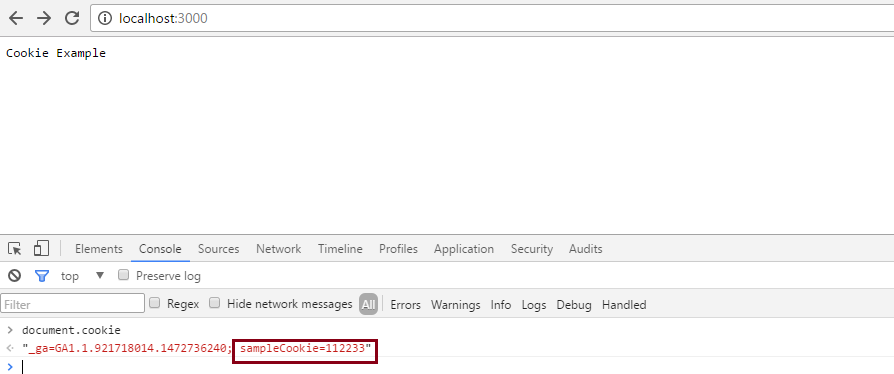 localhost:3000
Cookie Example
Elements Console Sources Network Timeline Profiles Application Security Audits
top Preserve log
Filter Regex Hide network messages All Errors Warnings Info Logs Debug Handled
> document.cookie
"_ga=GA1.1.921718014.1472736240; sampleCookie=112233"
>